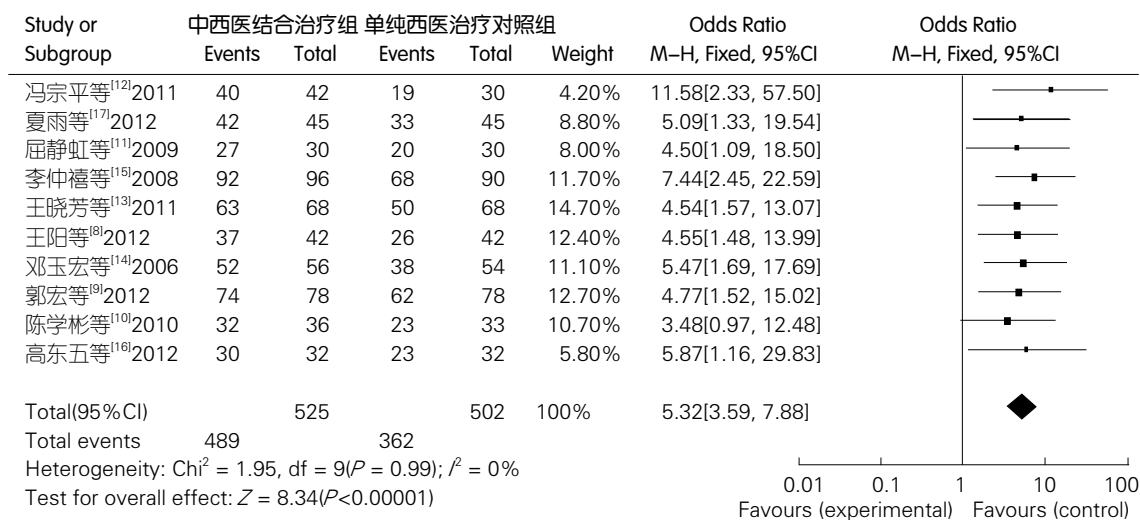 Study or 中西医结合治疗组 单纯西医治疗对照组 Odds Ratio Odds Ratio
Subgroup Events Total Events Total Weight M–H, Fixed, 95%CI M–H, Fixed, 95%CI
冯宗平等[12]2011 40 42 19 30 4.20% 11.58[2.33, 57.50]
夏雨等[17]2012 42 45 33 45 8.80% 5.09[1.33, 19.54]
屈静虹等[11]2009 27 30 20 30 8.00% 4.50[1.09, 18.50]
李仲禧等[15]2008 92 96 68 90 11.70% 7.44[2.45, 22.59]
王晓芳等[13]2011 63 68 50 68 14.70% 4.54[1.57, 13.07]
王阳等[8]2012 37 42 26 42 12.40% 4.55[1.48, 13.99]
邓玉宏等[14]2006 52 56 38 54 11.10% 5.47[1.69, 17.69]
郭宏等[9]2012 74 78 62 78 12.70% 4.77[1.52, 15.02]
陈学彬等[10]2010 32 36 23 33 10.70% 3.48[0.97, 12.48]
高东五等[16]2012 30 32 23 32 5.80% 5.87[1.16, 29.83]
Total(95%CI) 525 502 100% 5.32[3.59, 7.88]
Total events 489 362
Heterogeneity: Chi² = 1.95, df = 9(P = 0.99); I² = 0%
Test for overall effect: Z = 8.34(P<0.00001)
0.01 0.1 1 10 100
Favours (experimental) Favours (control)